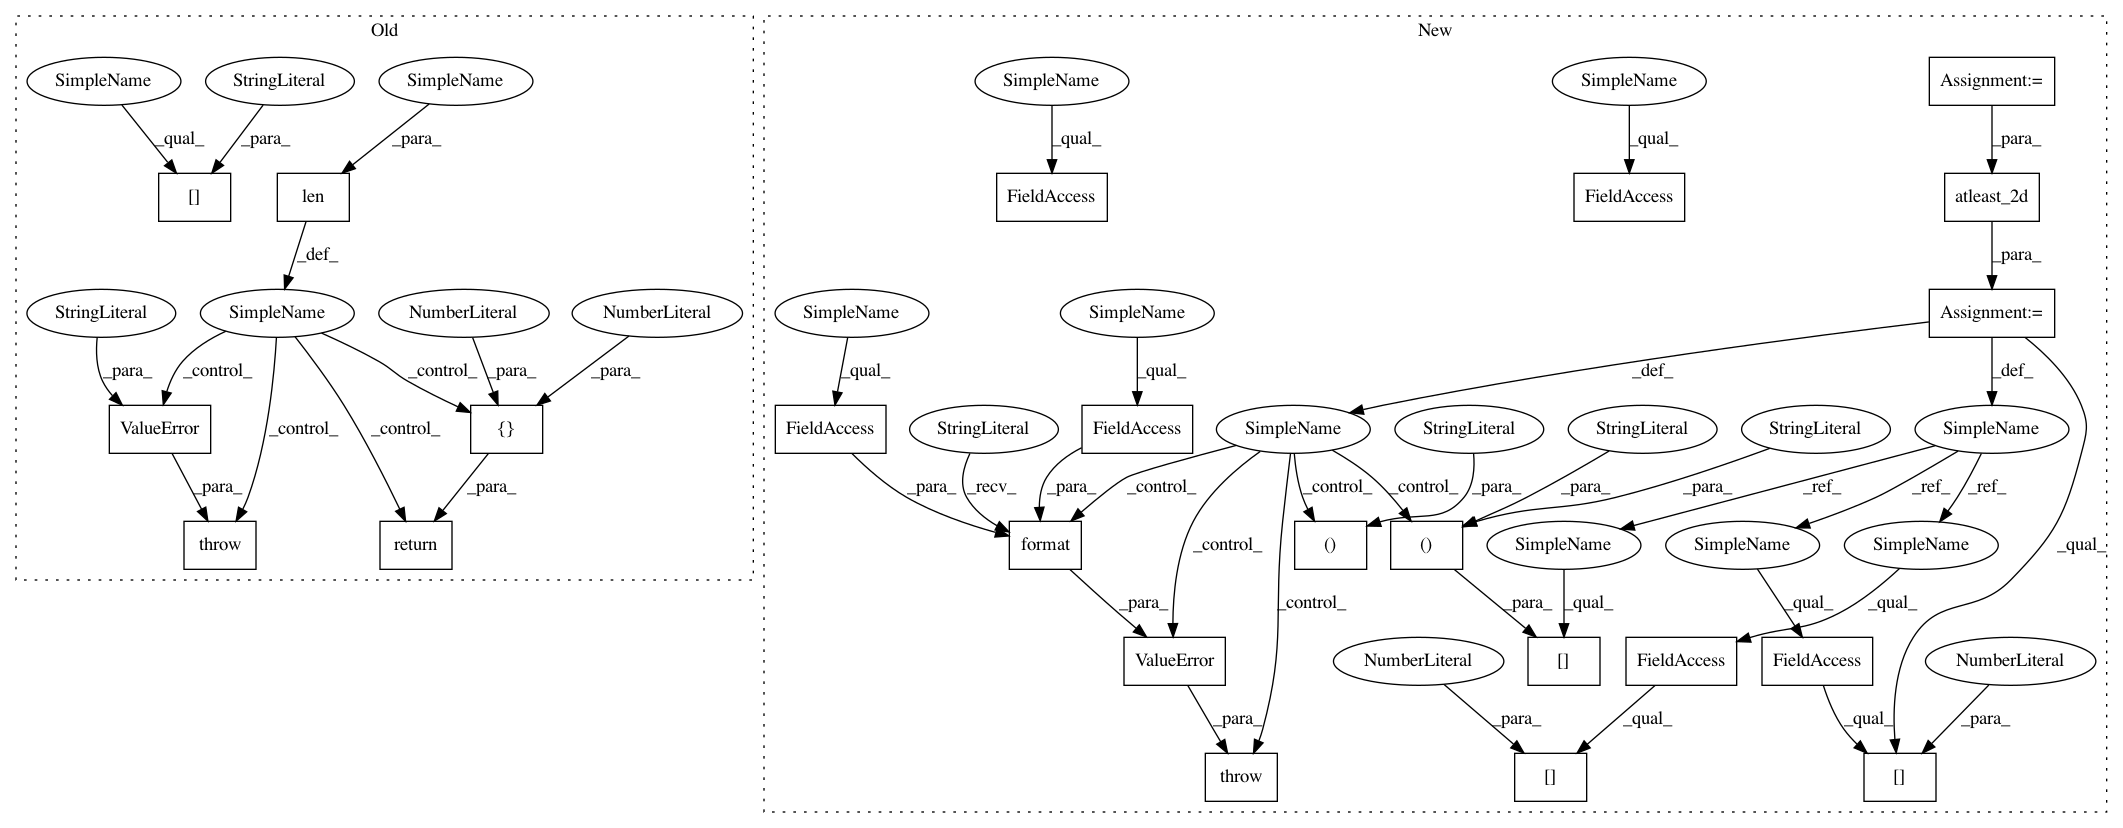 Old
New
SimpleName
StringLiteral
SimpleName
SimpleName
SimpleName
Assignment:=
_qual_
_para_
_para_
_qual_
_qual_
_para_
[]
len
FieldAccess
FieldAccess
atleast_2d
_def_
_para_
StringLiteral
SimpleName
NumberLiteral
NumberLiteral
SimpleName
SimpleName
Assignment:=
_para_
_control_
_control_
_para_
_para_
_qual_
_qual_
_def_
_def_
ValueError
_control_
_control_
{}
FieldAccess
StringLiteral
FieldAccess
SimpleName
StringLiteral
StringLiteral
StringLiteral
SimpleName
_para_
_para_
_para_
_recv_
_para_
_control_
_control_
_control_
_para_
_para_
_para_
_ref_
_ref_
_ref_
throw
return
format
()
()
SimpleName
SimpleName
SimpleName
_control_
_qual_
_para_
_control_
_para_
_qual_
_qual_
_qual_
ValueError
NumberLiteral
[]
FieldAccess
FieldAccess
NumberLiteral
_para_
_para_
_qual_
_qual_
_para_
throw
[]
[]